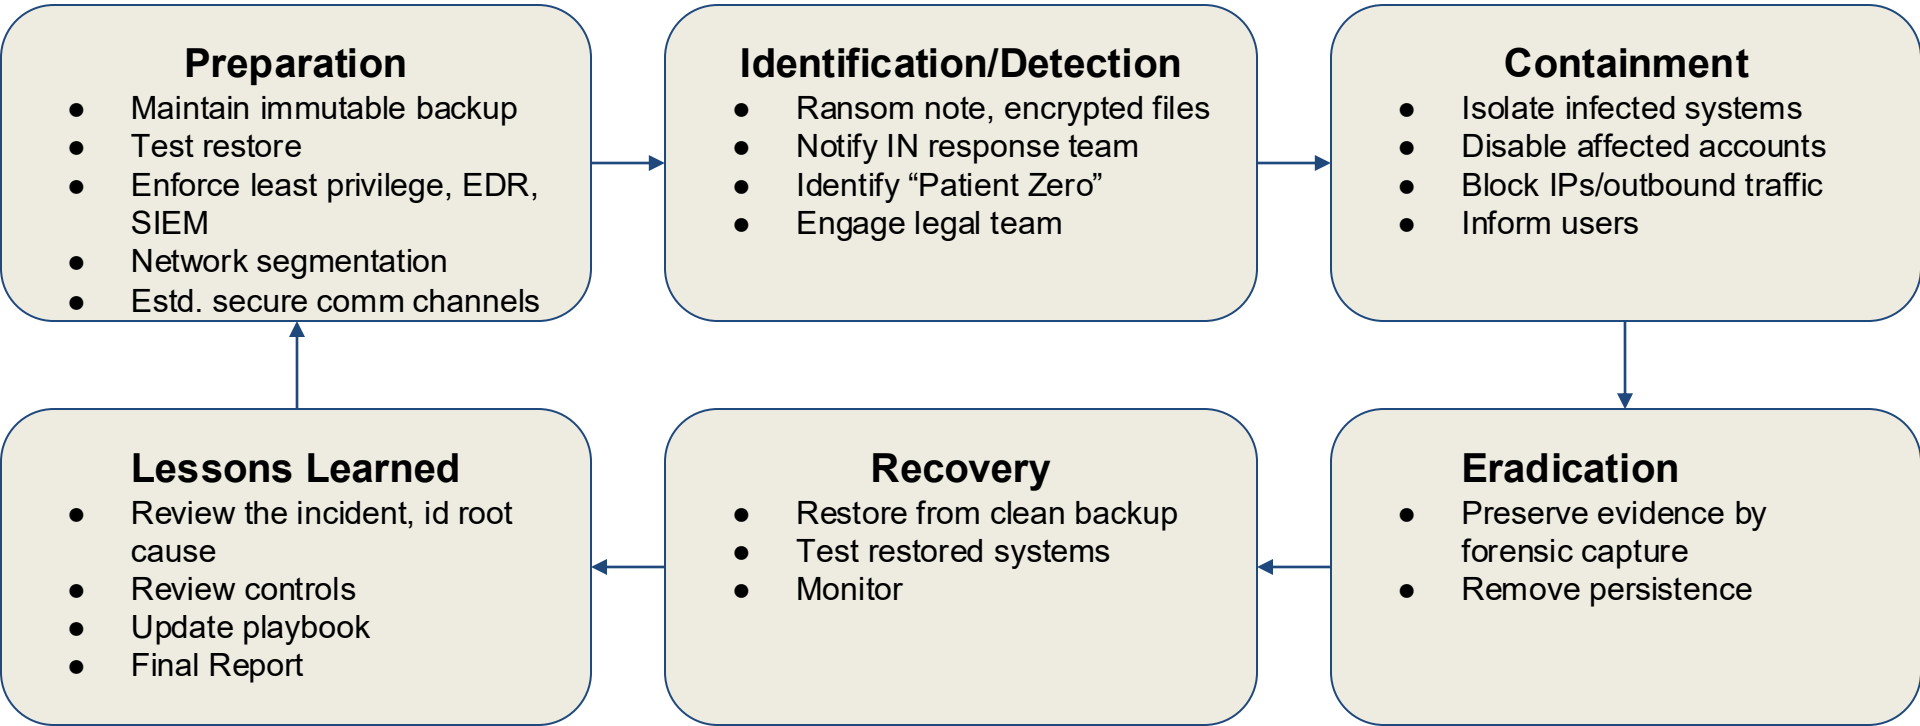 Preparation
● Maintain immutable backup
● Test restore
● Enforce least privilege, EDR,
SIEM
● Network segmentation
● Estd. secure comm channels
Identification/Detection
● Ransom note, encrypted files
● Notify IN response team
● Identify “Patient Zero”
● Engage legal team
Containment
● Isolate infected systems
● Disable affected accounts
● Block IPs/outbound traffic
● Inform users
Eradication
● Preserve evidence by
forensic capture
● Remove persistence
Recovery
● Restore from clean backup
● Test restored systems
● Monitor
Lessons Learned
● Review the incident, id root
cause
● Review controls
● Update playbook
● Final Report